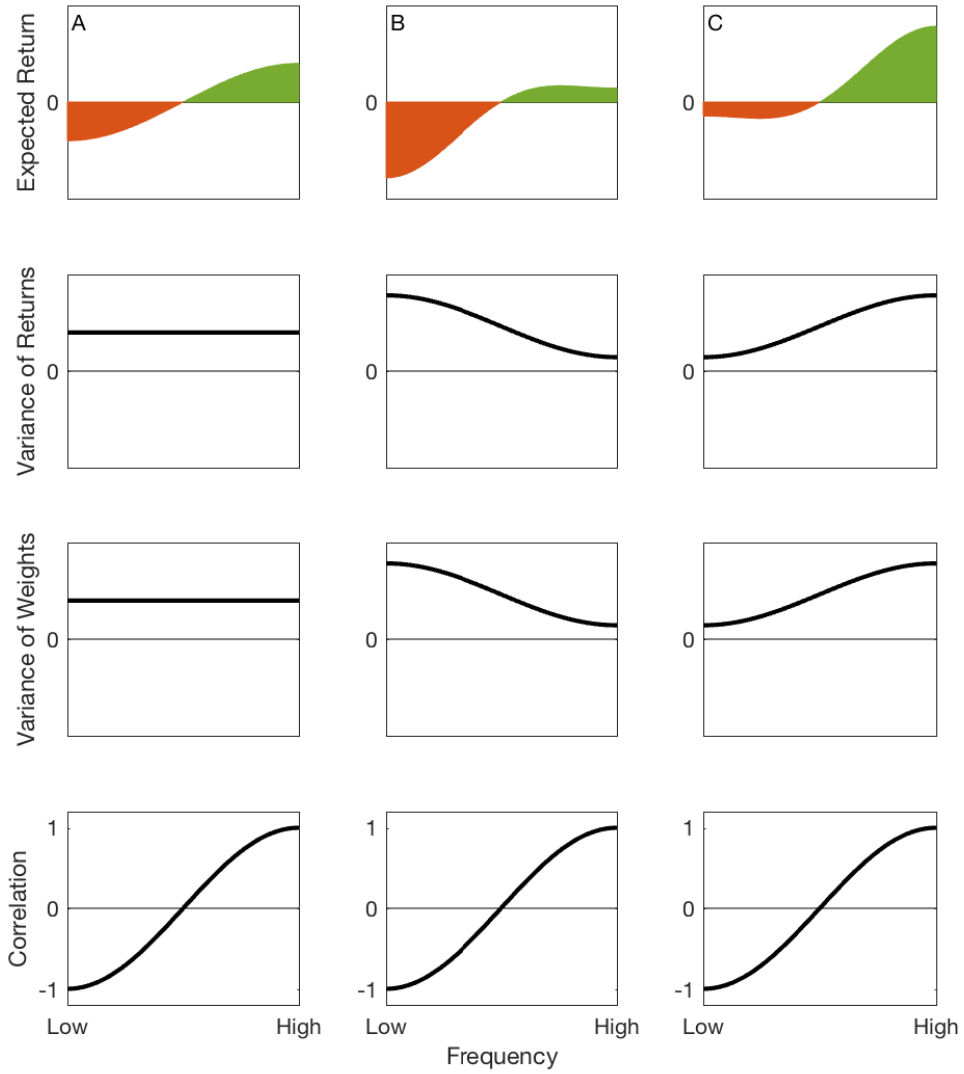 A
B
C
Expected Return
0
0
0
Variance of Returns
0
0
0
Variance of Weights
0
0
0
Correlation
1
0
-1
1
0
-1
1
0
-1
Low
High
Low
High
Low
High
Frequency